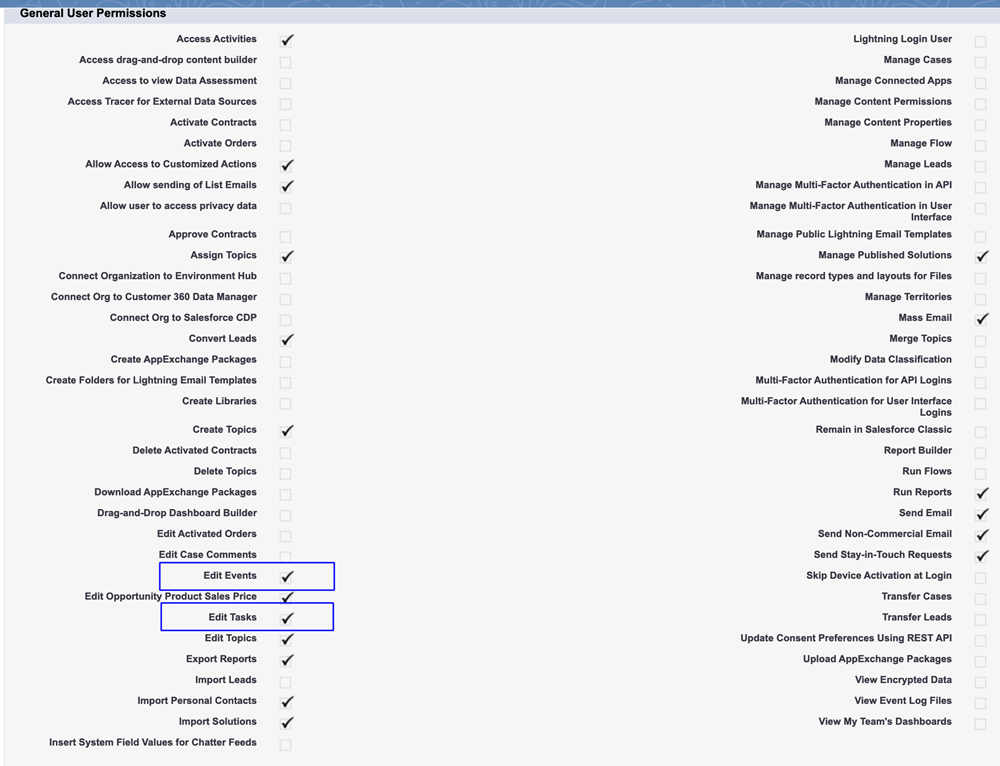 General User Permissions
Access Activities
Access drag-and-drop content builder
Access to view Data Assessment
Access Tracer for External Data Sources
Activate Contracts
Activate Orders
Allow Access to Customized Actions
Allow sending of List Emails
Allow user to access privacy data
Approve Contracts
Assign Topics
Connect Organization to Environment Hub
Connect Org to Customer 360 Data Manager
Connect Org to Salesforce CDP
Convert Leads
Create AppExchange Packages
Create Folders for Lightning Email Templates
Create Libraries
Create Topics
Delete Activated Contracts
Delete Topics
Download AppExchange Packages
Drag-and-Drop Dashboard Builder
Edit Activated Orders
Edit Case Comments
Edit Events
Edit Opportunity Product Sales Price
Edit Tasks
Edit Topics
Export Reports
Import Leads
Import Personal Contacts
Import Solutions
Insert System Field Values for Chatter Feeds
Lightning Login User
Manage Cases
Manage Connected Apps
Manage Content Permissions
Manage Content Properties
Manage Flow
Manage Leads
Manage Multi-Factor Authentication in API
Manage Multi-Factor Authentication in User
Interface
Manage Public Lightning Email Templates
Manage Published Solutions
Manage record types and layouts for Files
Manage Territories
Mass Email
Merge Topics
Modify Data Classification
Multi-Factor Authentication for API Logins
Multi-Factor Authentication for User Interface
Logins
Remain in Salesforce Classic
Report Builder
Run Flows
Run Reports
Send Email
Send Non-Commercial Email
Send Stay-in-Touch Requests
Skip Device Activation at Login
Transfer Cases
Transfer Leads
Update Consent Preferences Using REST API
Upload AppExchange Packages
View Encrypted Data
View Event Log Files
View My Team's Dashboards